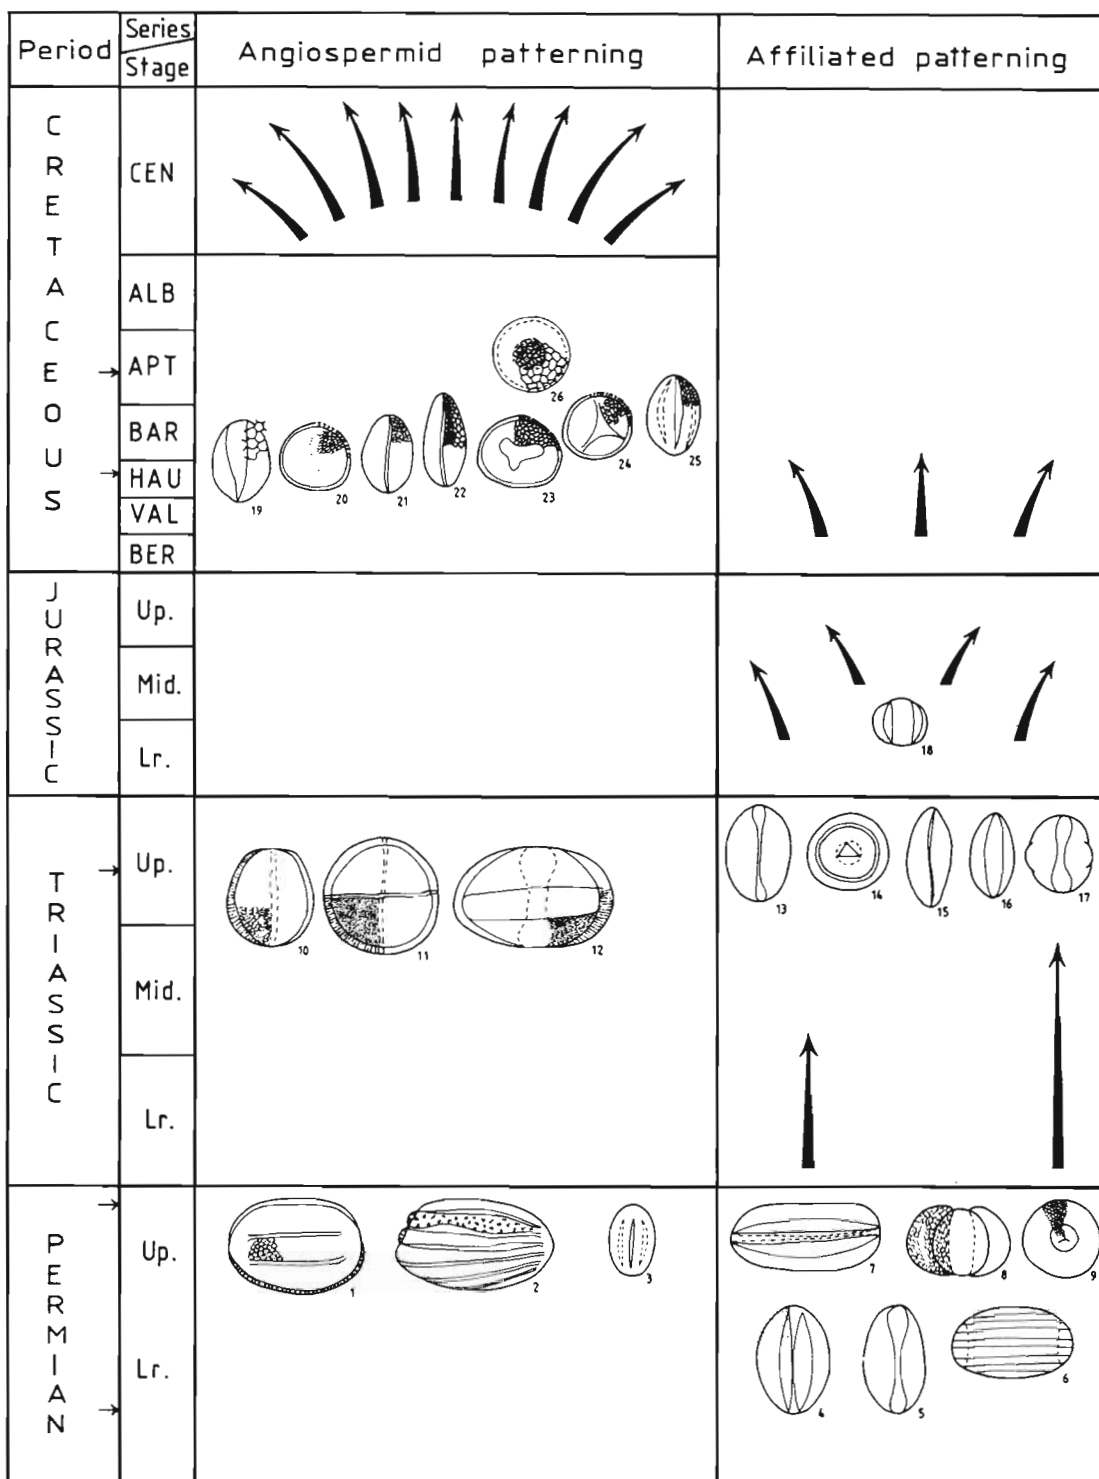 Period
Series
Stage
Angiospermid patterning
Affiliated patterning
CRETACEOUS
CEN
ALB
APT
BAR
HAU
VAL
BER
26
19
20
21
22
23
24
25
JURASSIC
Up.
Mid.
Lr.
18
TRIASSIC
Up.
Mid.
Lr.
10
11
12
13
14
15
16
17
PERMIAN
Up.
Lr.
1
2
3
7
8
9
4
5
6